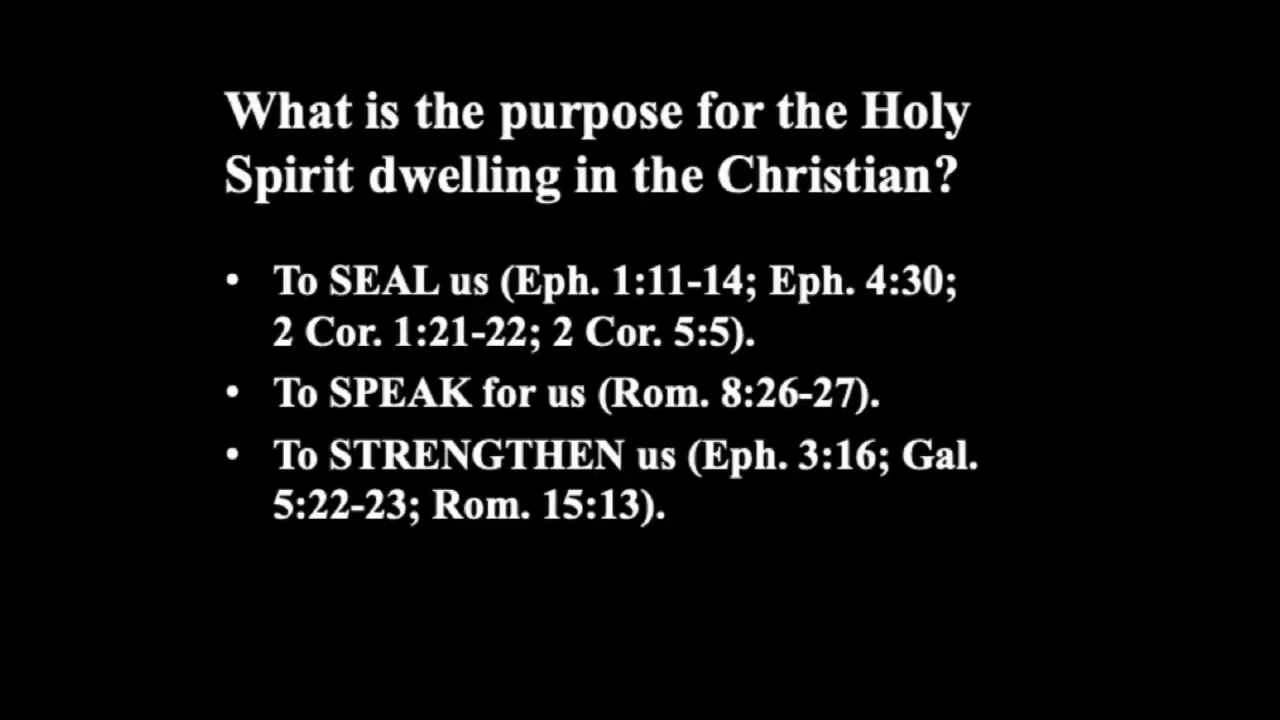 What is the purpose for the Holy
Spirit dwelling in the Christian?
• To SEAL us (Eph. 1:11-14; Eph. 4:30;
2 Cor. 1:21-22; 2 Cor. 5:5).
• To SPEAK for us (Rom. 8:26-27).
• To STRENGTHEN us (Eph. 3:16; Gal.
5:22-23; Rom. 15:13).